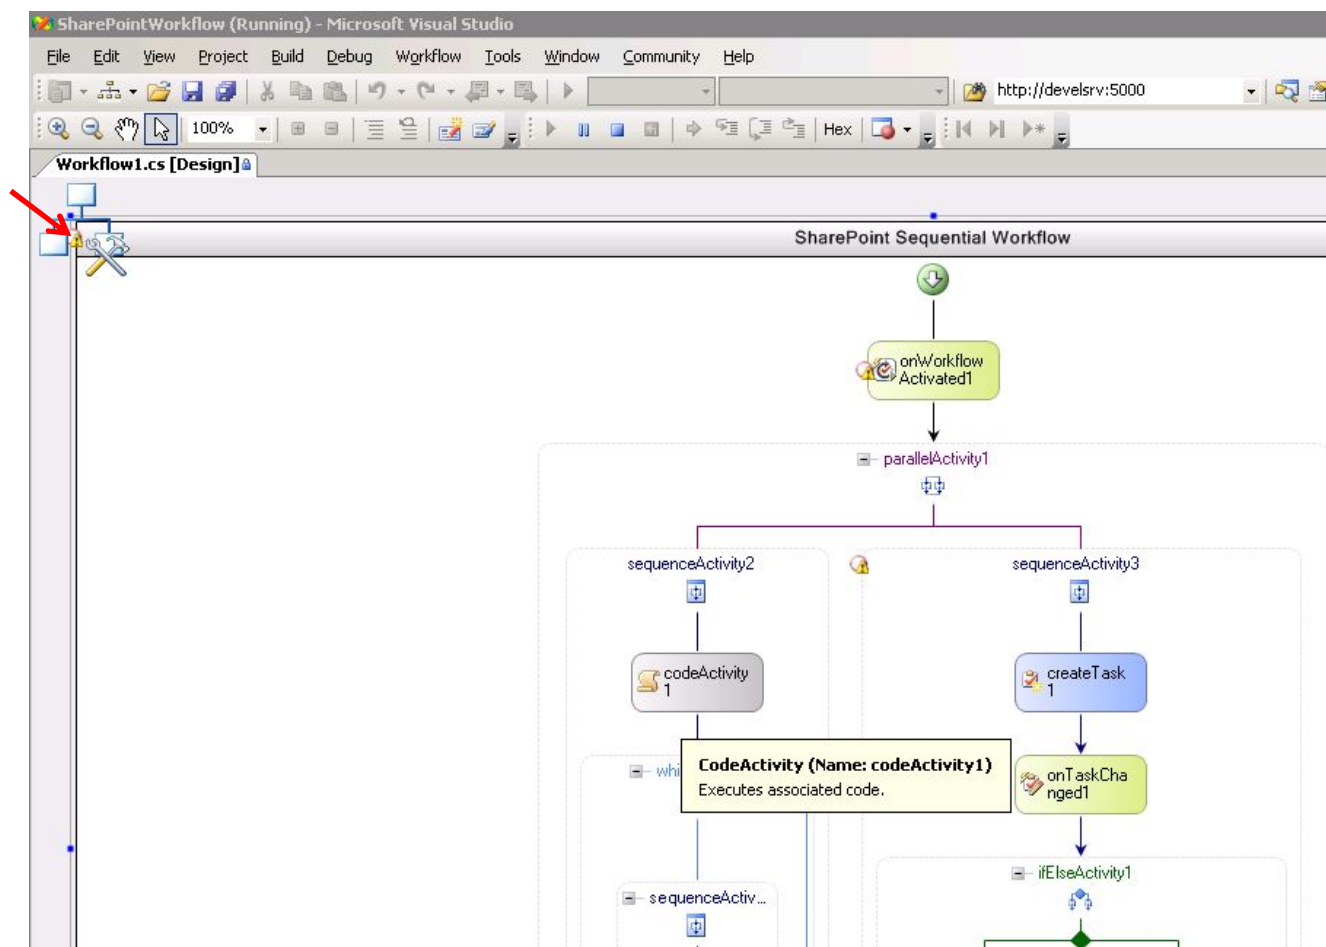 SharePointWorkflow (Running) - Microsoft Visual Studio
File Edit View Project Build Debug Workflow Tools Window Community Help
http://develsrv:5000
100% Hex
Workflow1.cs [Design]
SharePoint Sequential Workflow
onWorkflow
Activated1
parallelActivity1
sequenceActivity2
sequenceActivity3
codeActivity
1
createTask
1
CodeActivity (Name: codeActivity1)
Executes associated code.
whi
onTaskCha
nged1
ifElseActivity1
sequenceActiv...